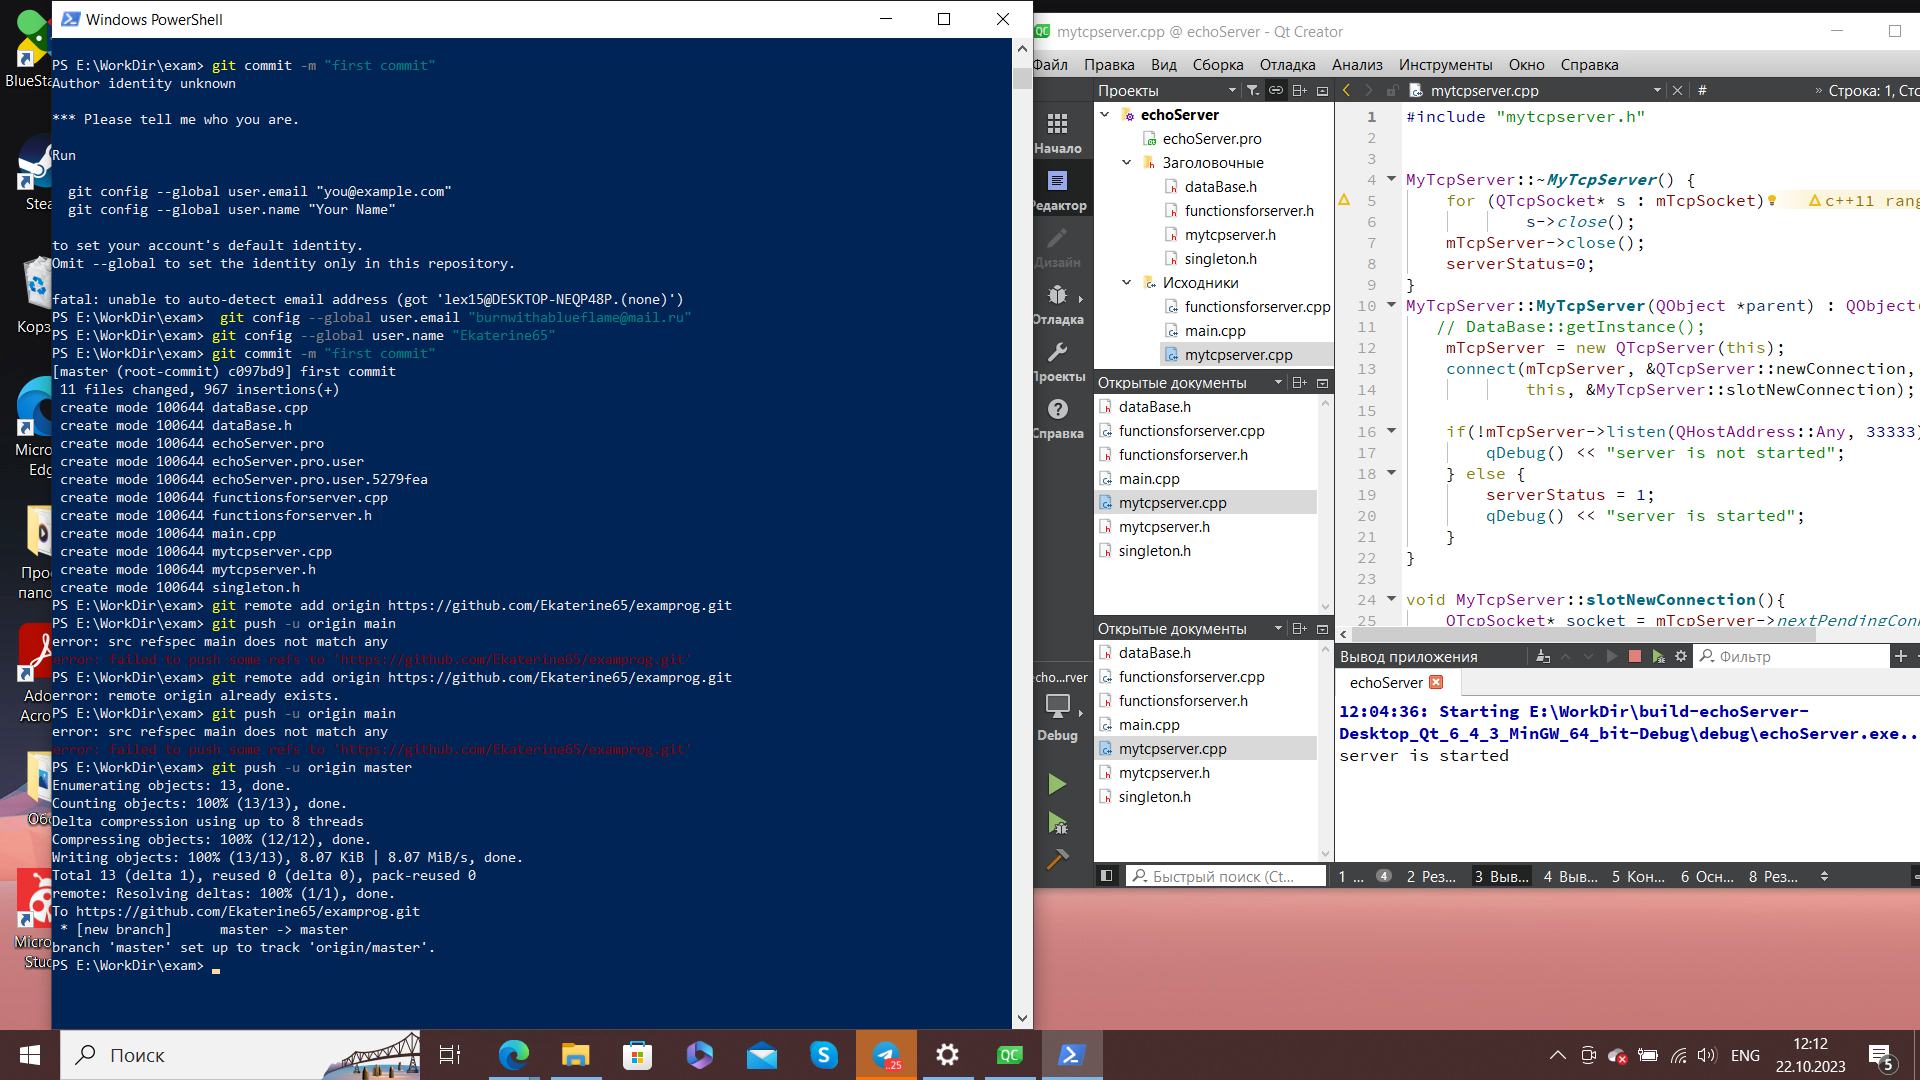 Windows PowerShell
PS E:\WorkDir\exam> git commit -m "first commit"
Author identity unknown
*** Please tell me who you are.
Run
git config --global user.email "you@example.com"
git config --global user.name "Your Name"
to set your account's default identity.
Omit --global to set the identity only in this repository.
fatal: unable to auto-detect email address (got 'lex15@DESKTOP-NEQP48P.(none)')
PS E:\WorkDir\exam>  git config --global user.email "burnwithablueflame@mail.ru"
PS E:\WorkDir\exam> git config --global user.name "Ekaterine65"
PS E:\WorkDir\exam> git commit -m "first commit"
[master (root-commit) c097bd9] first commit
11 files changed, 967 insertions(+)
create mode 100644 dataBase.cpp
create mode 100644 dataBase.h
create mode 100644 echoServer.pro
create mode 100644 echoServer.pro.user
create mode 100644 echoServer.pro.user.5279fea
create mode 100644 functionsforserver.cpp
create mode 100644 functionsforserver.h
create mode 100644 main.cpp
create mode 100644 mytcpserver.cpp
create mode 100644 mytcpserver.h
create mode 100644 singleton.h
PS E:\WorkDir\exam> git remote add origin https://github.com/Ekaterine65/examprog.git
PS E:\WorkDir\exam> git push -u origin main
error: src refspec main does not match any
error: failed to push some refs to 'https://github.com/Ekaterine65/examprog.git'
PS E:\WorkDir\exam> git remote add origin https://github.com/Ekaterine65/examprog.git
error: remote origin already exists.
PS E:\WorkDir\exam> git push -u origin main
error: src refspec main does not match any
error: failed to push some refs to 'https://github.com/Ekaterine65/examprog.git'
PS E:\WorkDir\exam> git push -u origin master
Enumerating objects: 13, done.
Counting objects: 100% (13/13), done.
Delta compression using up to 8 threads
Compressing objects: 100% (12/12), done.
Writing objects: 100% (13/13), 8.07 KiB | 8.07 MiB/s, done.
Total 13 (delta 1), reused 0 (delta 0), pack-reused 0
remote: Resolving deltas: 100% (1/1), done.
To https://github.com/Ekaterine65/examprog.git
* [new branch]      master -> master
branch 'master' set up to track 'origin/master'.
PS E:\WorkDir\exam>
BlueSta
Stea
Корз
Micro
Edg
Про
папо
Ado
Acro
Обо
Micro
Stud
mytcpserver.cpp @ echoServer - Qt Creator
Файл Правка Вид Сборка Отладка Анализ Инструменты Окно Справка
Начало
Редактор
Дизайн
Отладка
Проекты
Справка
cho...rver
Debug
Проекты
echoServer
echoServer.pro
Заголовочные
dataBase.h
functionsforserver.h
mytcpserver.h
singleton.h
Исходники
functionsforserver.cpp
main.cpp
mytcpserver.cpp
Открытые документы
dataBase.h
functionsforserver.cpp
functionsforserver.h
main.cpp
mytcpserver.cpp
mytcpserver.h
singleton.h
Открытые документы
dataBase.h
functionsforserver.cpp
functionsforserver.h
main.cpp
mytcpserver.cpp
mytcpserver.h
singleton.h
mytcpserver.cpp # » Строка: 1, Сто
1 #include "mytcpserver.h"
2
3
4 MyTcpServer::~MyTcpServer() {
5 for (QTcpSocket* s : mTcpSocket) c++11 rang
6 s->close();
7 mTcpServer->close();
8 serverStatus=0;
9 }
10 MyTcpServer::MyTcpServer(QObject *parent) : QObject(
11 // DataBase::getInstance();
12 mTcpServer = new QTcpServer(this);
13 connect(mTcpServer, &QTcpServer::newConnection,
14 this, &MyTcpServer::slotNewConnection);
15
16 if(!mTcpServer->listen(QHostAddress::Any, 33333)
17 qDebug() << "server is not started";
18 } else {
19 serverStatus = 1;
20 qDebug() << "server is started";
21 }
22 }
23
24 void MyTcpServer::slotNewConnection(){
25 QTcpSocket* socket = mTcpServer->nextPendingConn
Вывод приложения Фильтр
echoServer
12:04:36: Starting E:\WorkDir\build-echoServer-
Desktop_Qt_6_4_3_MinGW_64_bit-Debug\debug\echoServer.exe..
server is started
Быстрый поиск (Ct... 1 ... 4 2 Рез... 3 Выв... 4 Выв... 5 Кон... 6 Осн... 8 Рез...
Поиск
..25
QC
ENG
12:12
22.10.2023
5